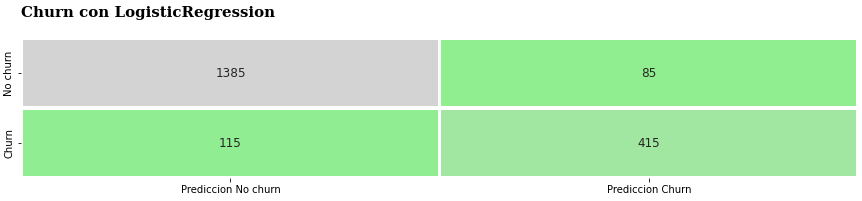 Churn con LogisticRegression
No churn
1385
85
Churn
115
415
Prediccion No churn
Prediccion Churn